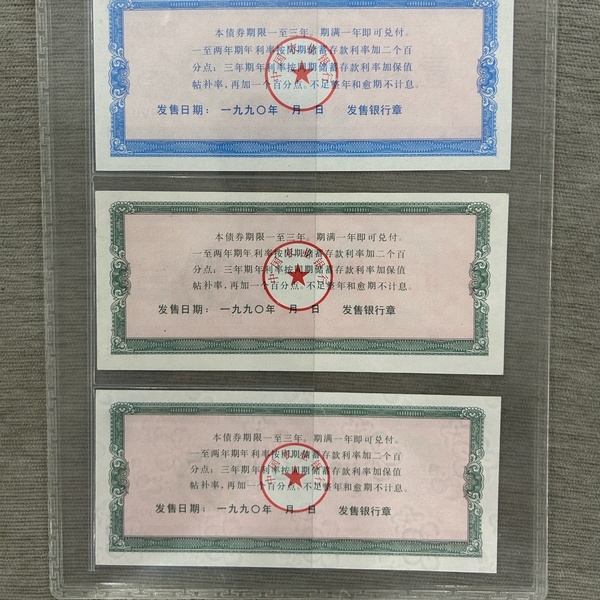 本债券期限一至三年。期满一年即可兑付。
一至两年期年利率按同期储蓄存款利率加二个百
分点；三年期年利率按同期储蓄存款利率加保值
帖补率，再加一个百分点。不足整年和愈期不计息。
发售日期：一九九〇年 月 日 发售银行章
本债券期限一至三年。期满一年即可兑付。
一至两年期年利率按同期储蓄存款利率加二个百
分点；三年期年利率按同期储蓄存款利率加保值
帖补率，再加一个百分点。不足整年和愈期不计息。
发售日期：一九九〇年 月 日 发售银行章
本债券期限一至三年。期满一年即可兑付。
一至两年期年利率按同期储蓄存款利率加二个百
分点；三年期年利率按同期储蓄存款利率加保值
帖补率，再加一个百分点。不足整年和愈期不计息。
发售日期：一九九〇年 月 日 发售银行章